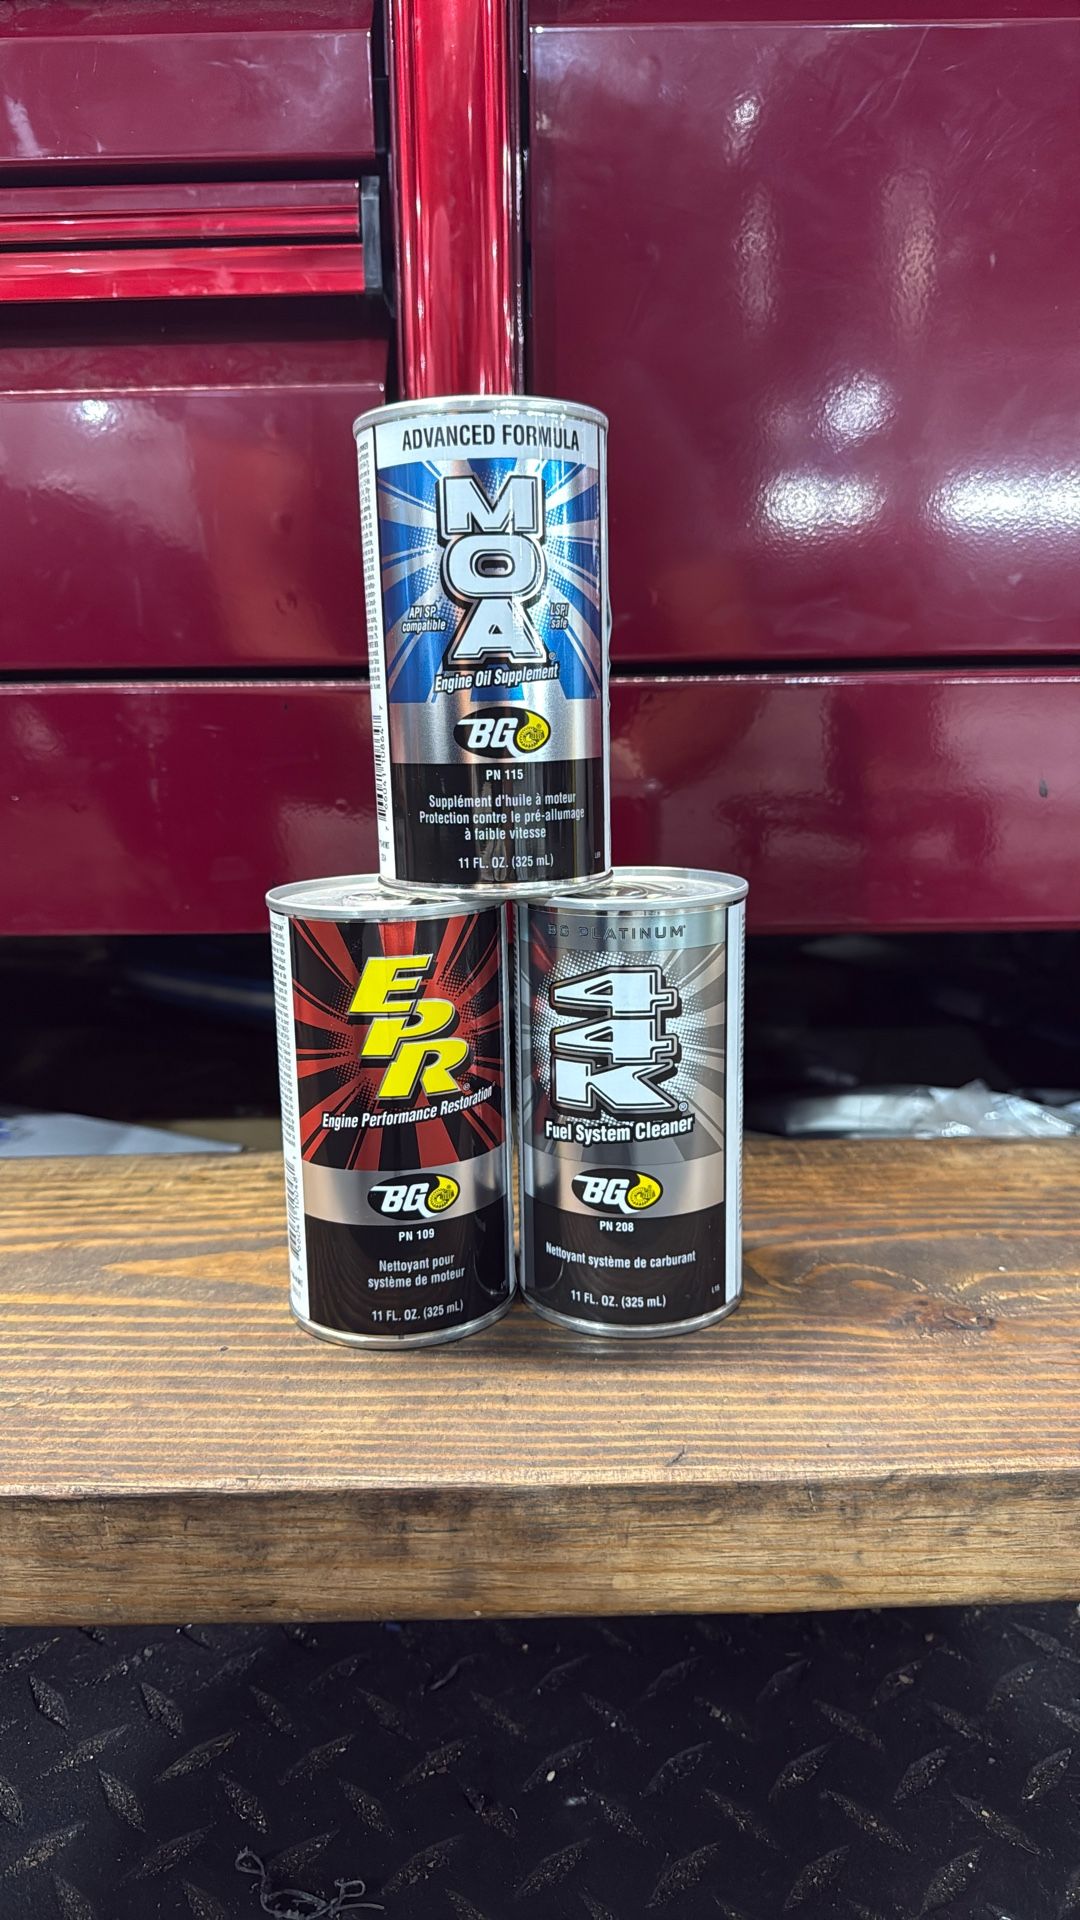 ADVANCED FORMULA
MOA®
API SP compatible
LSPI safe
Engine Oil Supplement
BG
PN 115
Supplément d'huile à moteur
Protection contre le pré-allumage
à faible vitesse
11 FL. OZ. (325 mL)
EPR®
Engine Performance Restoration
BG
PN 109
Nettoyant pour
système de moteur
11 FL. OZ. (325 mL)
BG PLATINUM
44K®
Fuel System Cleaner
BG
PN 208
Nettoyant système de carburant
11 FL. OZ. (325 mL)